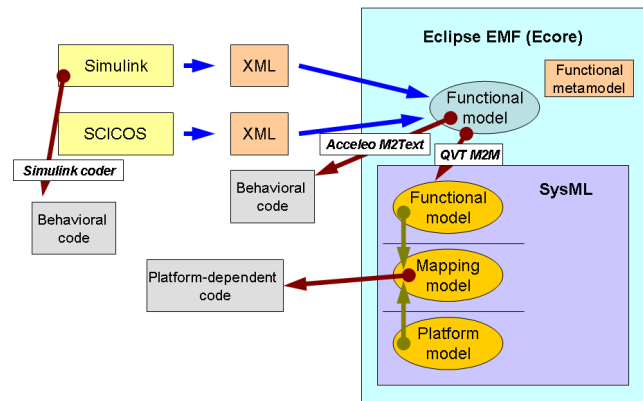 Eclipse EMF (Ecore)
Simulink
XML
Functional
metamodel
Functional
model
SCICOS
XML
Acceleo M2Text
QVT M2M
Simulink coder
Behavioral
code
SysML
Functional
model
Behavioral
code
Mapping
model
Platform-dependent
code
Platform
model